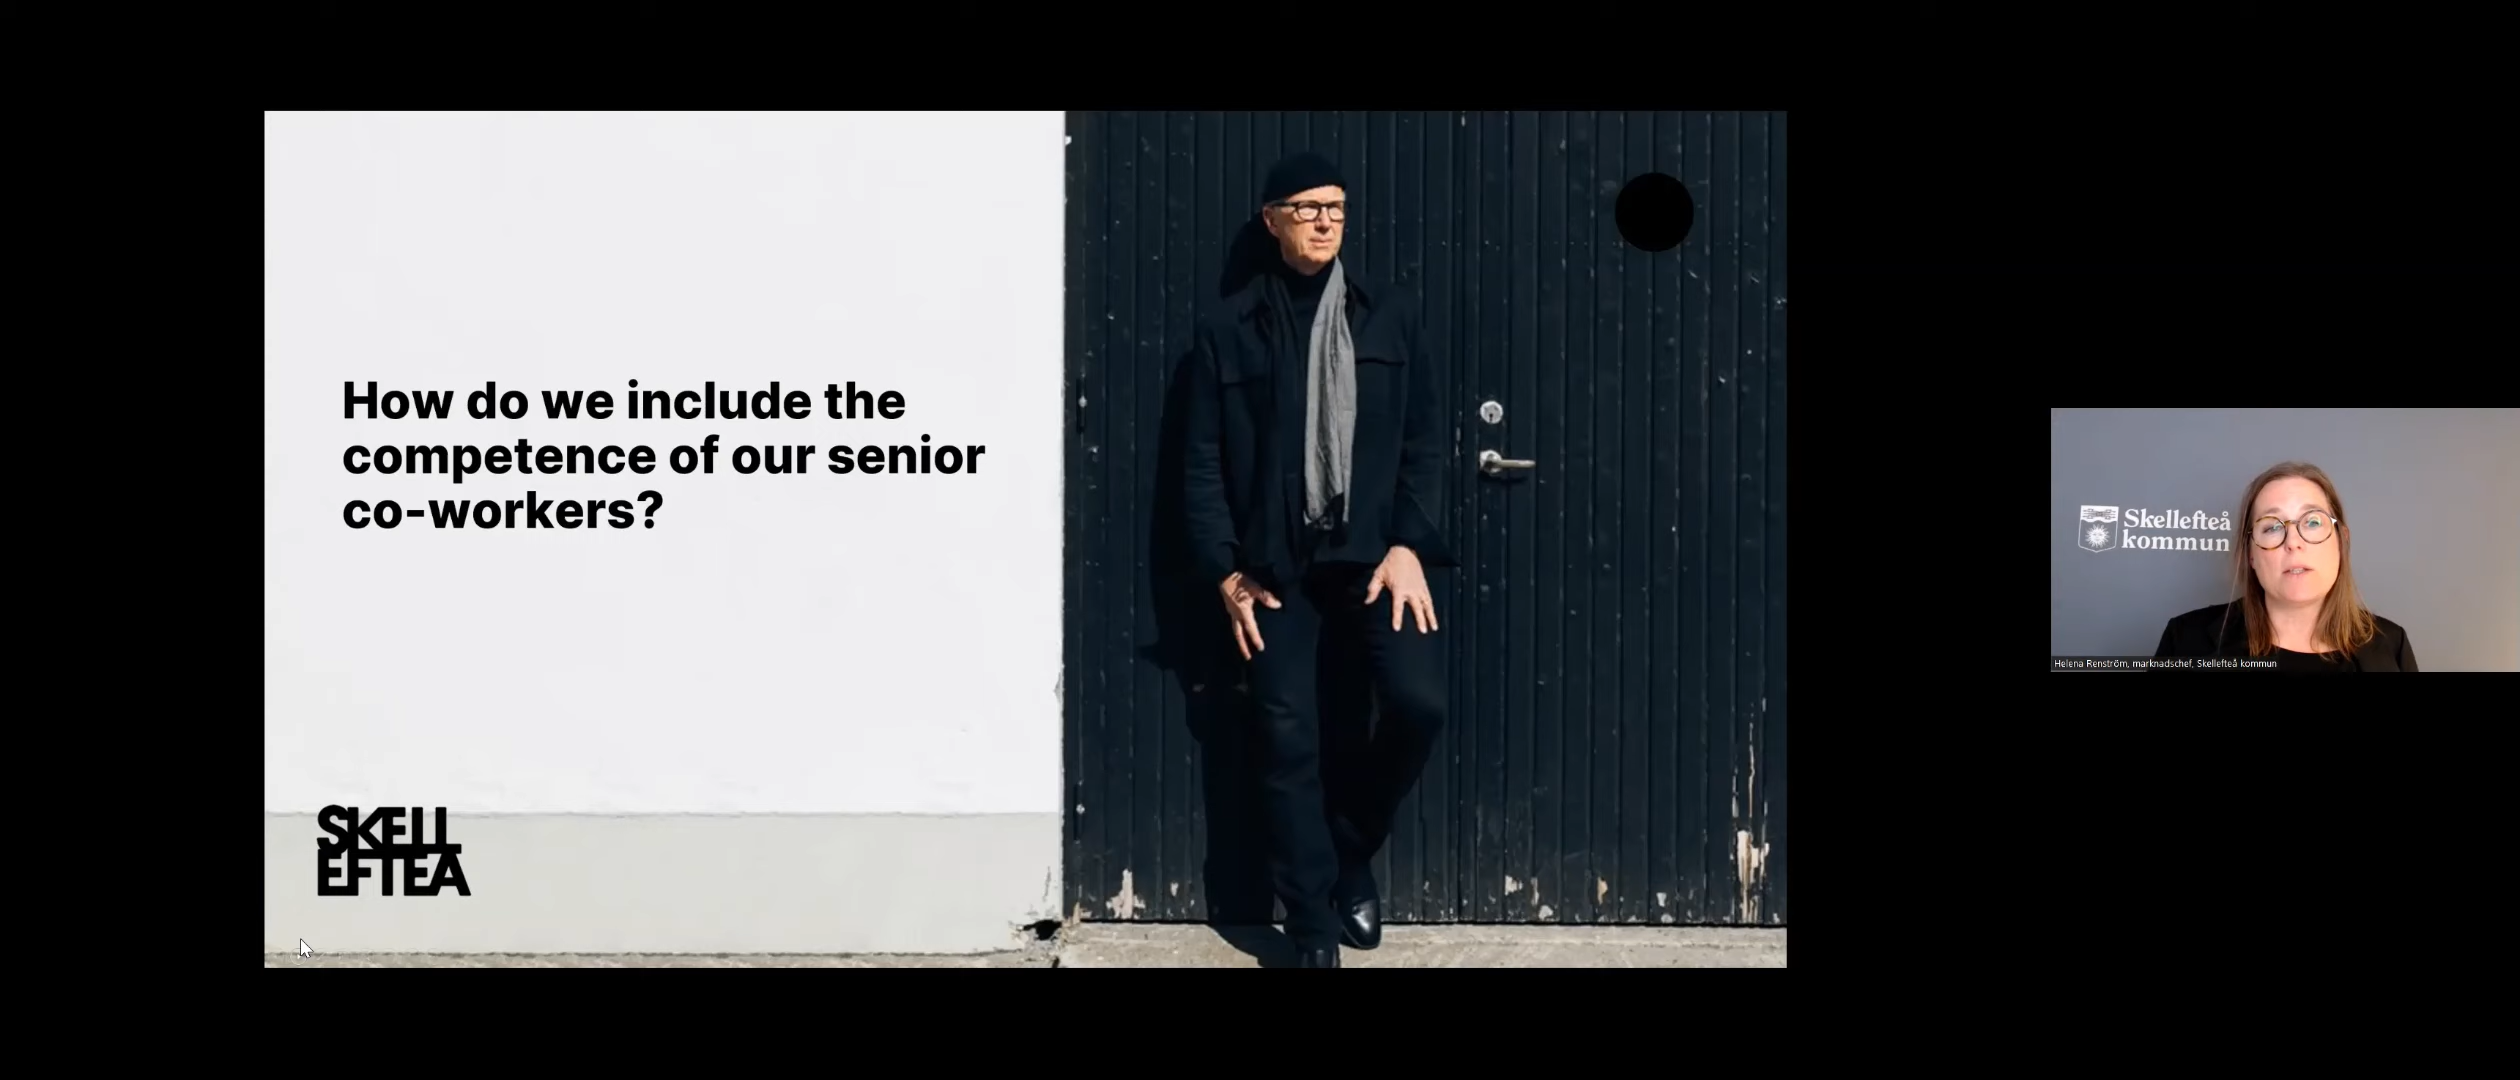 How do we include the
competence of our senior
co-workers?
SKELL
EFTEA
Skellefteå
kommun
Helena Renström, marknadschef, Skellefteå kommun